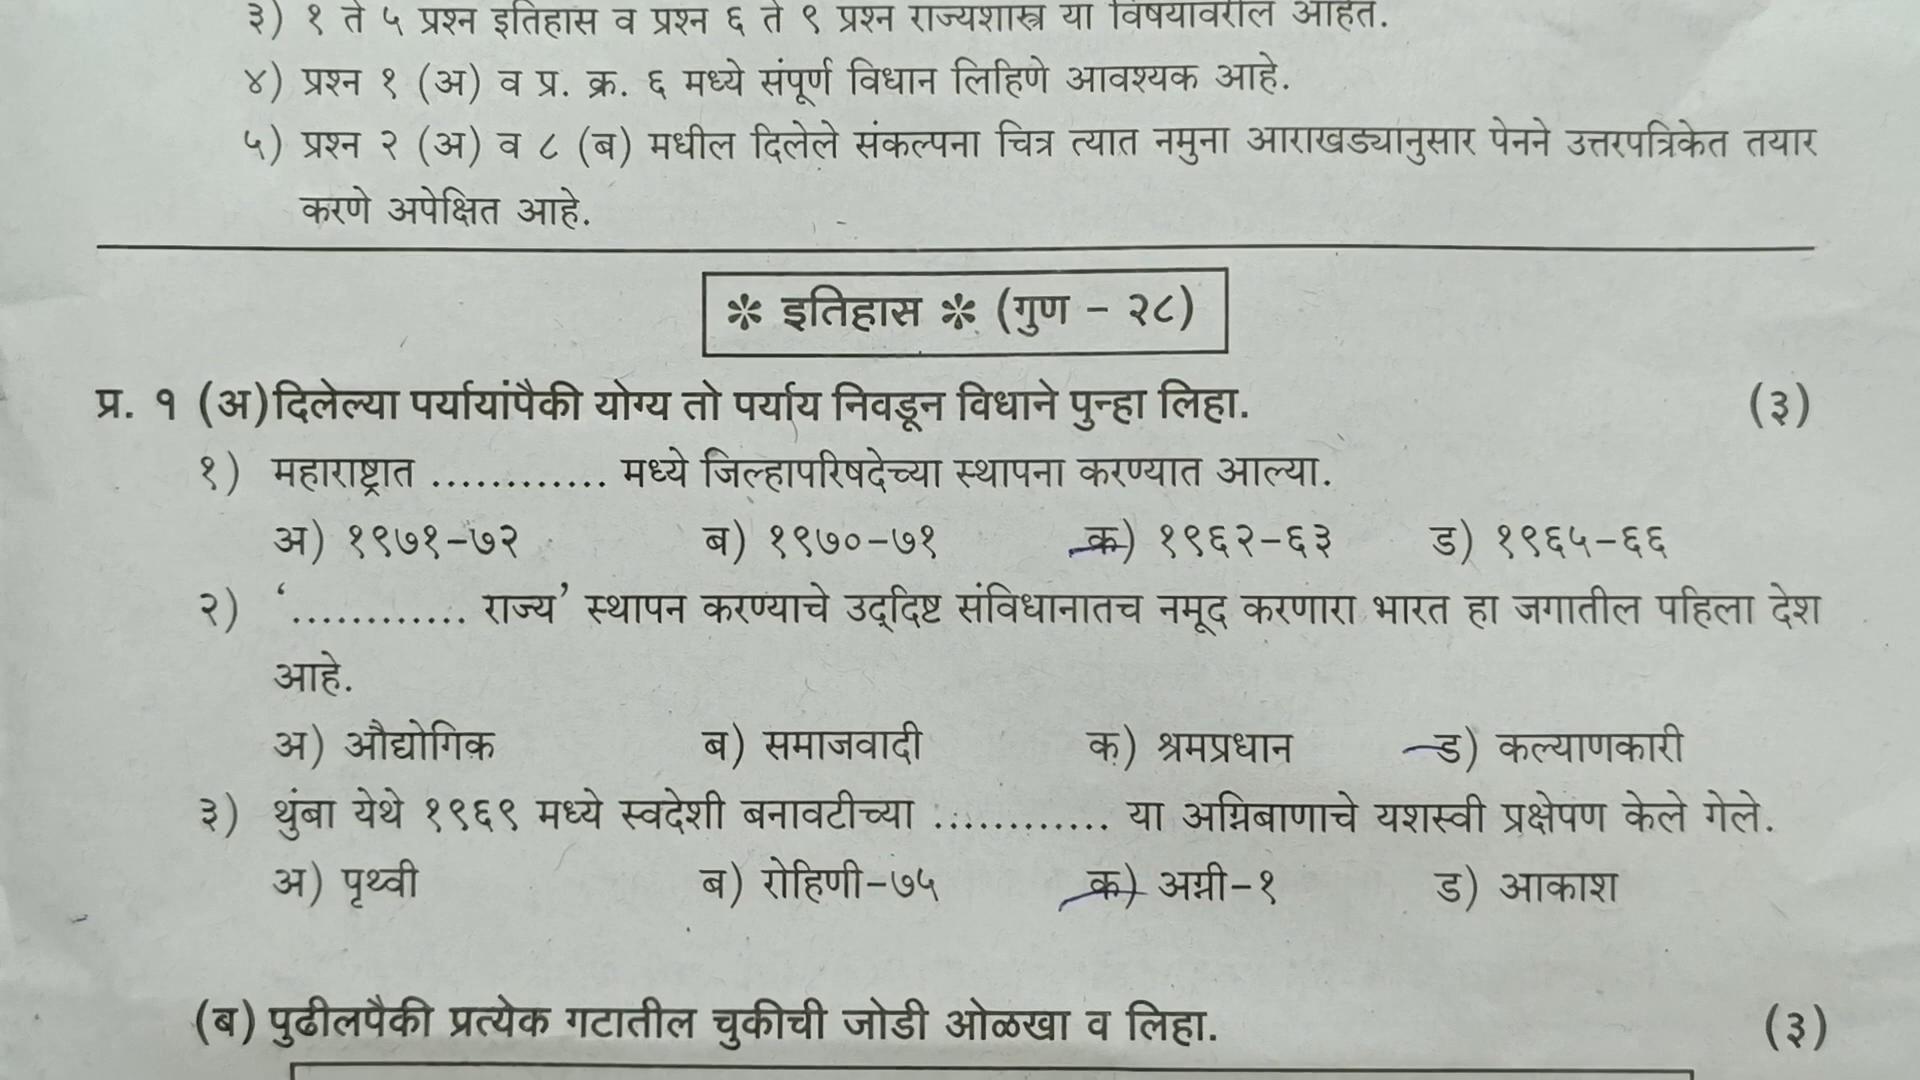 ३) १ ते ५ प्रश्न इतिहास व प्रश्न ६ ते ९ प्रश्न राज्यशास्त्र या विषयावरील आहेत.
४) प्रश्न १ (अ) व प्र. क्र. ६ मध्ये संपूर्ण विधान लिहिणे आवश्यक आहे.
५) प्रश्न २ (अ) व ८ (ब) मधील दिलेले संकल्पना चित्र त्यात नमुना आराखड्यानुसार पेनने उत्तरपत्रिकेत तयार
करणे अपेक्षित आहे.
* इतिहास * (गुण - २८)
प्र. १ (अ) दिलेल्या पर्यायांपैकी योग्य तो पर्याय निवडून विधाने पुन्हा लिहा. (३)
१) महाराष्ट्रात ............ मध्ये जिल्हापरिषदेच्या स्थापना करण्यात आल्या.
अ) १९७१-७२ ब) १९७०-७१ क) १९६२-६३ ड) १९६५-६६
२) ‘............ राज्य’ स्थापन करण्याचे उद्दिष्ट संविधानातच नमूद करणारा भारत हा जगातील पहिला देश
आहे.
अ) औद्योगिक ब) समाजवादी क) श्रमप्रधान ड) कल्याणकारी
३) थुंबा येथे १९६९ मध्ये स्वदेशी बनावटीच्या ............ या अग्निबाणाचे यशस्वी प्रक्षेपण केले गेले.
अ) पृथ्वी ब) रोहिणी-७५ क) अग्नी-१ ड) आकाश
(ब) पुढीलपैकी प्रत्येक गटातील चुकीची जोडी ओळखा व लिहा. (३)